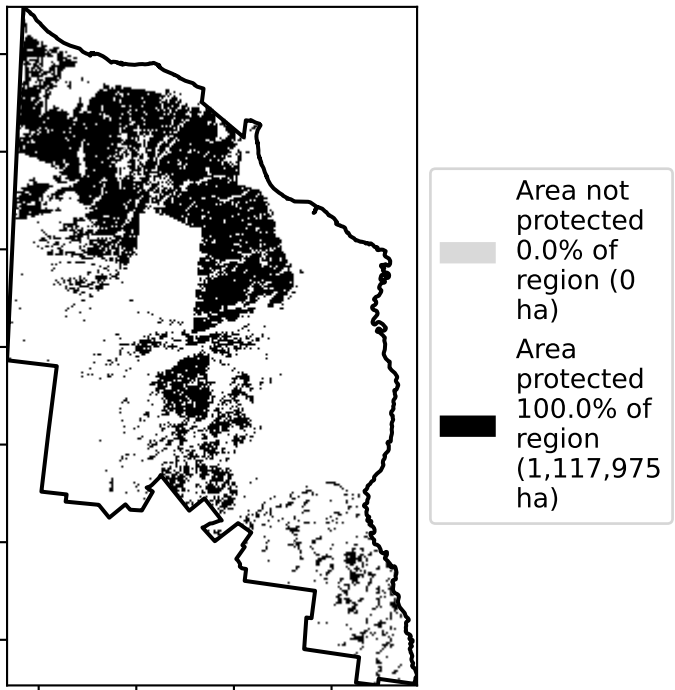 Area not
protected
0.0% of
region (0
ha)
Area
protected
100.0% of
region
(1,117,975
ha)